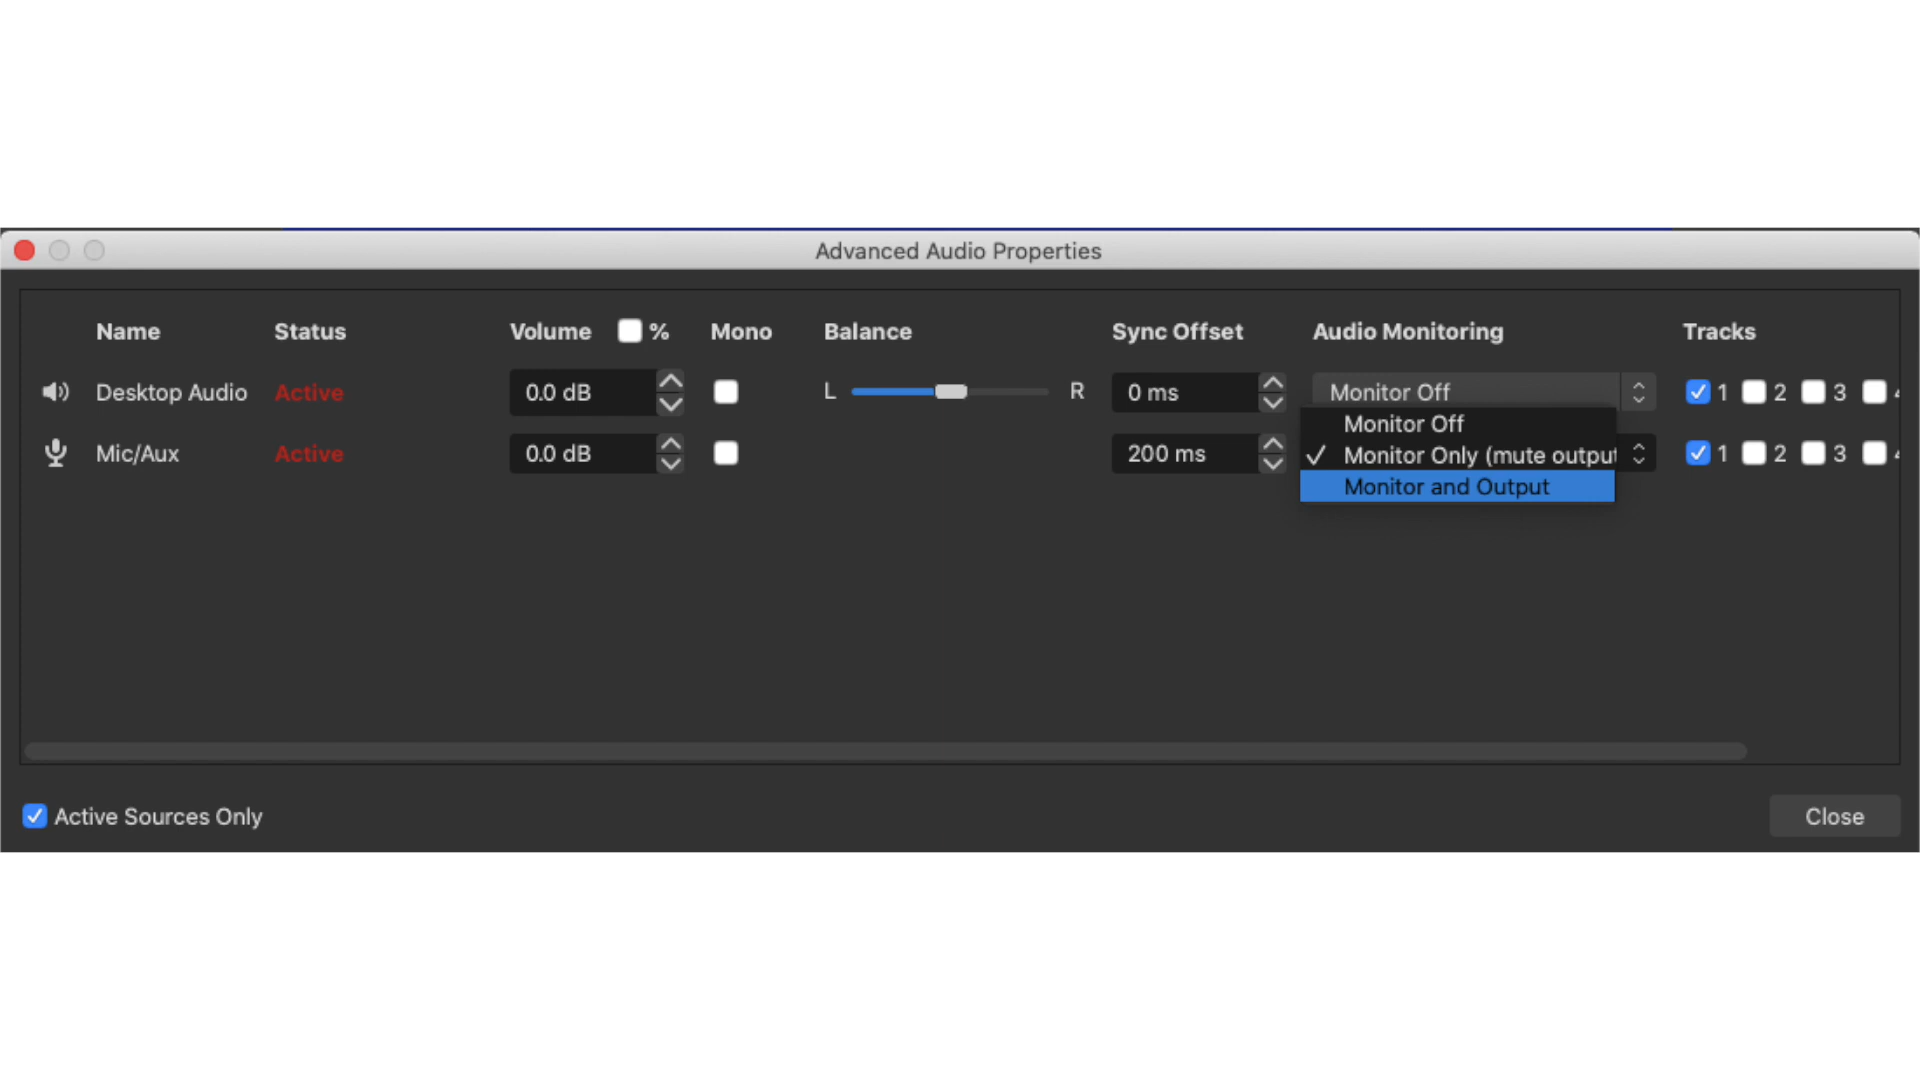 Advanced Audio Properties
Name Status Volume % Mono Balance Sync Offset Audio Monitoring Tracks
Desktop Audio Active 0.0 dB L R 0 ms Monitor Off 1 2 3
Monitor Off
Mic/Aux Active 0.0 dB 200 ms Monitor Only (mute output 1 2 3
Monitor and Output
Active Sources Only Close